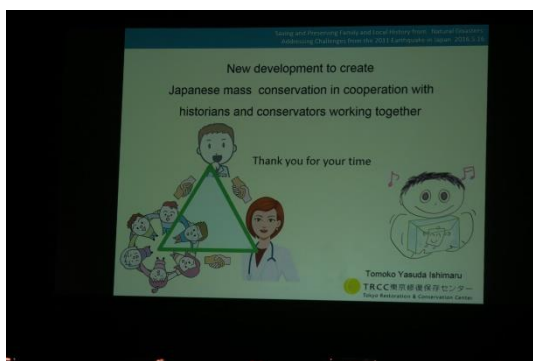 Saving and Preserving Family and Local History from Natural Disasters
Addressing Challenges from the 2011 Earthquake in Japan 2018.3.26
New development to create
Japanese mass conservation in cooperation with
historians and conservators working together
Thank you for your time
Tomoko Yasuda Ishimaru
TRCC東京修復保存センター
Tokyo Restoration & Conservation Center